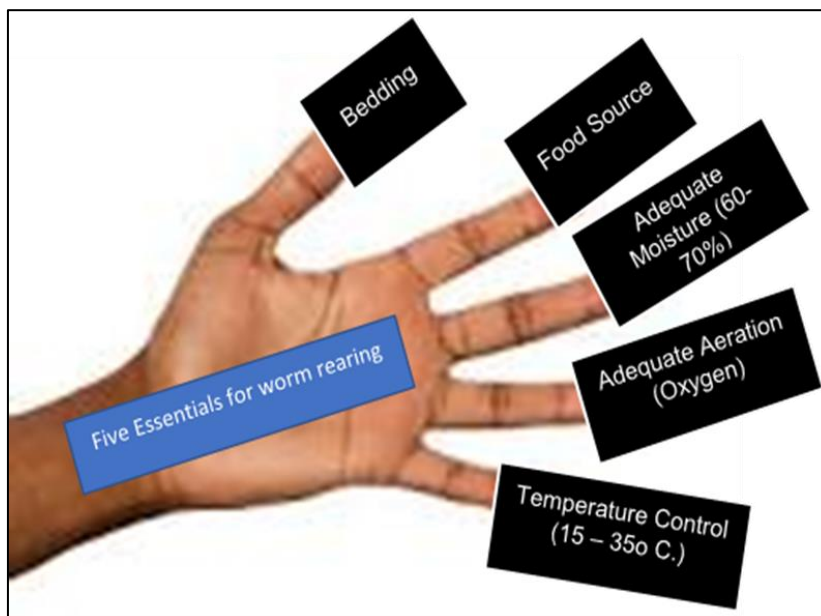 Bedding
Food Source
Adequate
Moisture (60-
70%)
Adequate Aeration
(Oxygen)
Temperature Control
(15 – 35o C.)
Five Essentials for worm rearing